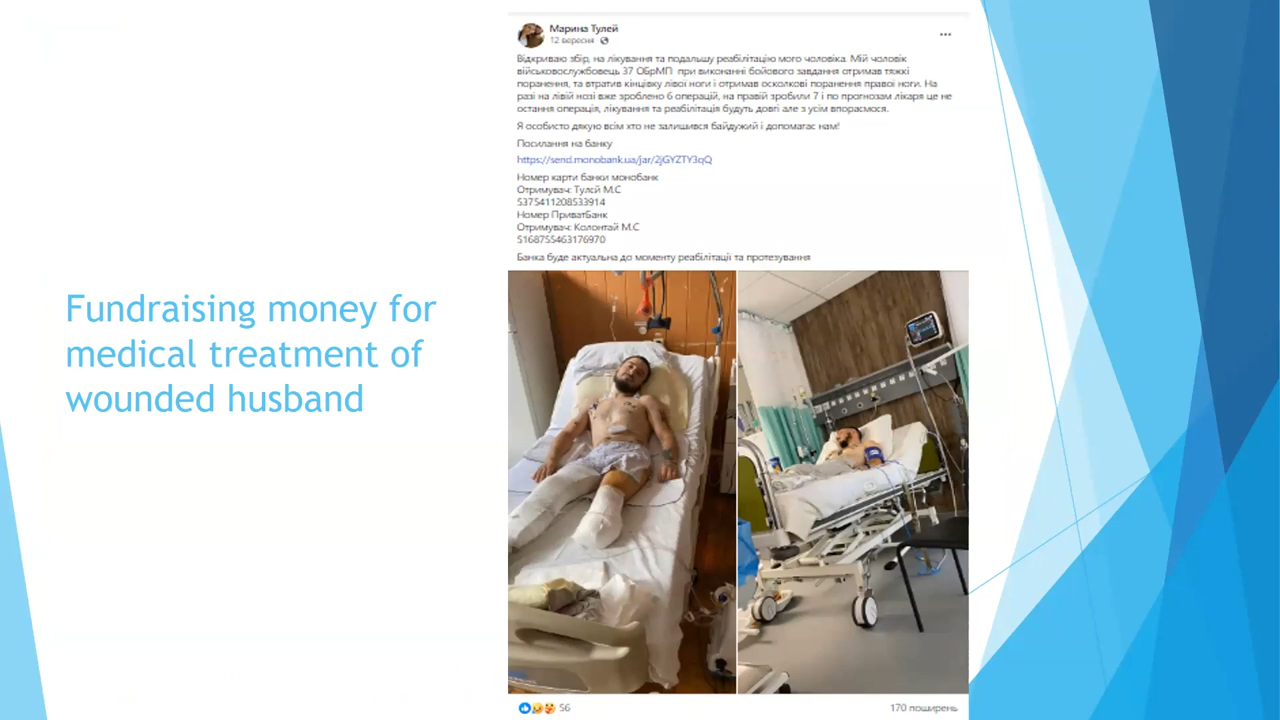 Fundraising money for
medical treatment of
wounded husband
Марина Тулей
12 вересня
Відкриваю збір, на лікування та подальшу реабілітацію мого чоловіка. Мій чоловік
військовослужбовець 37 ОБрМП при виконанні бойового завдання отримав тяжкі
поранення, та втратив кінцівку лівої ноги і отримав осколкові поранення правої ноги. На
разі на лівій нозі вже зроблено 6 операцій, на правій зробили 7 і по прогнозам лікаря це не
остання операція, лікування та реабілітація будуть довгі але з усім впораємося.
Я особисто дякую всім хто не залишився байдужий і допомагає нам!
Посилання на банку
https://send.monobank.ua/jar/2jGYZTY3qQ
Номер карти банки монобанк
Отримувач: Тулєй М.С
5375411208533914
Номер ПриватБанк
Отримувач: Колонтай М.С
5168755463176970
Банка буде актуальна до моменту реабілітації та протезування
56
170 поширень